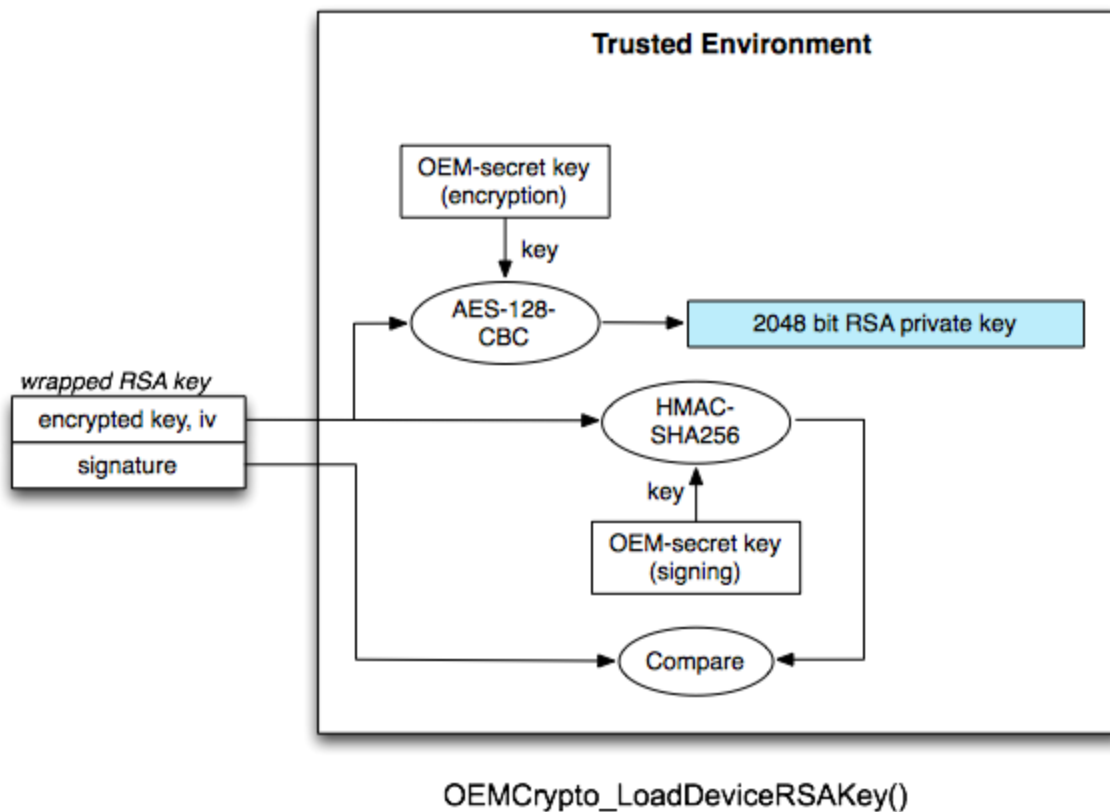 Trusted Environment
OEM-secret key
(encryption)
key
AES-128-
CBC
2048 bit RSA private key
wrapped RSA key
encrypted key, iv
signature
HMAC-
SHA256
key
OEM-secret key
(signing)
Compare
OEMCrypto_LoadDeviceRSAKey()